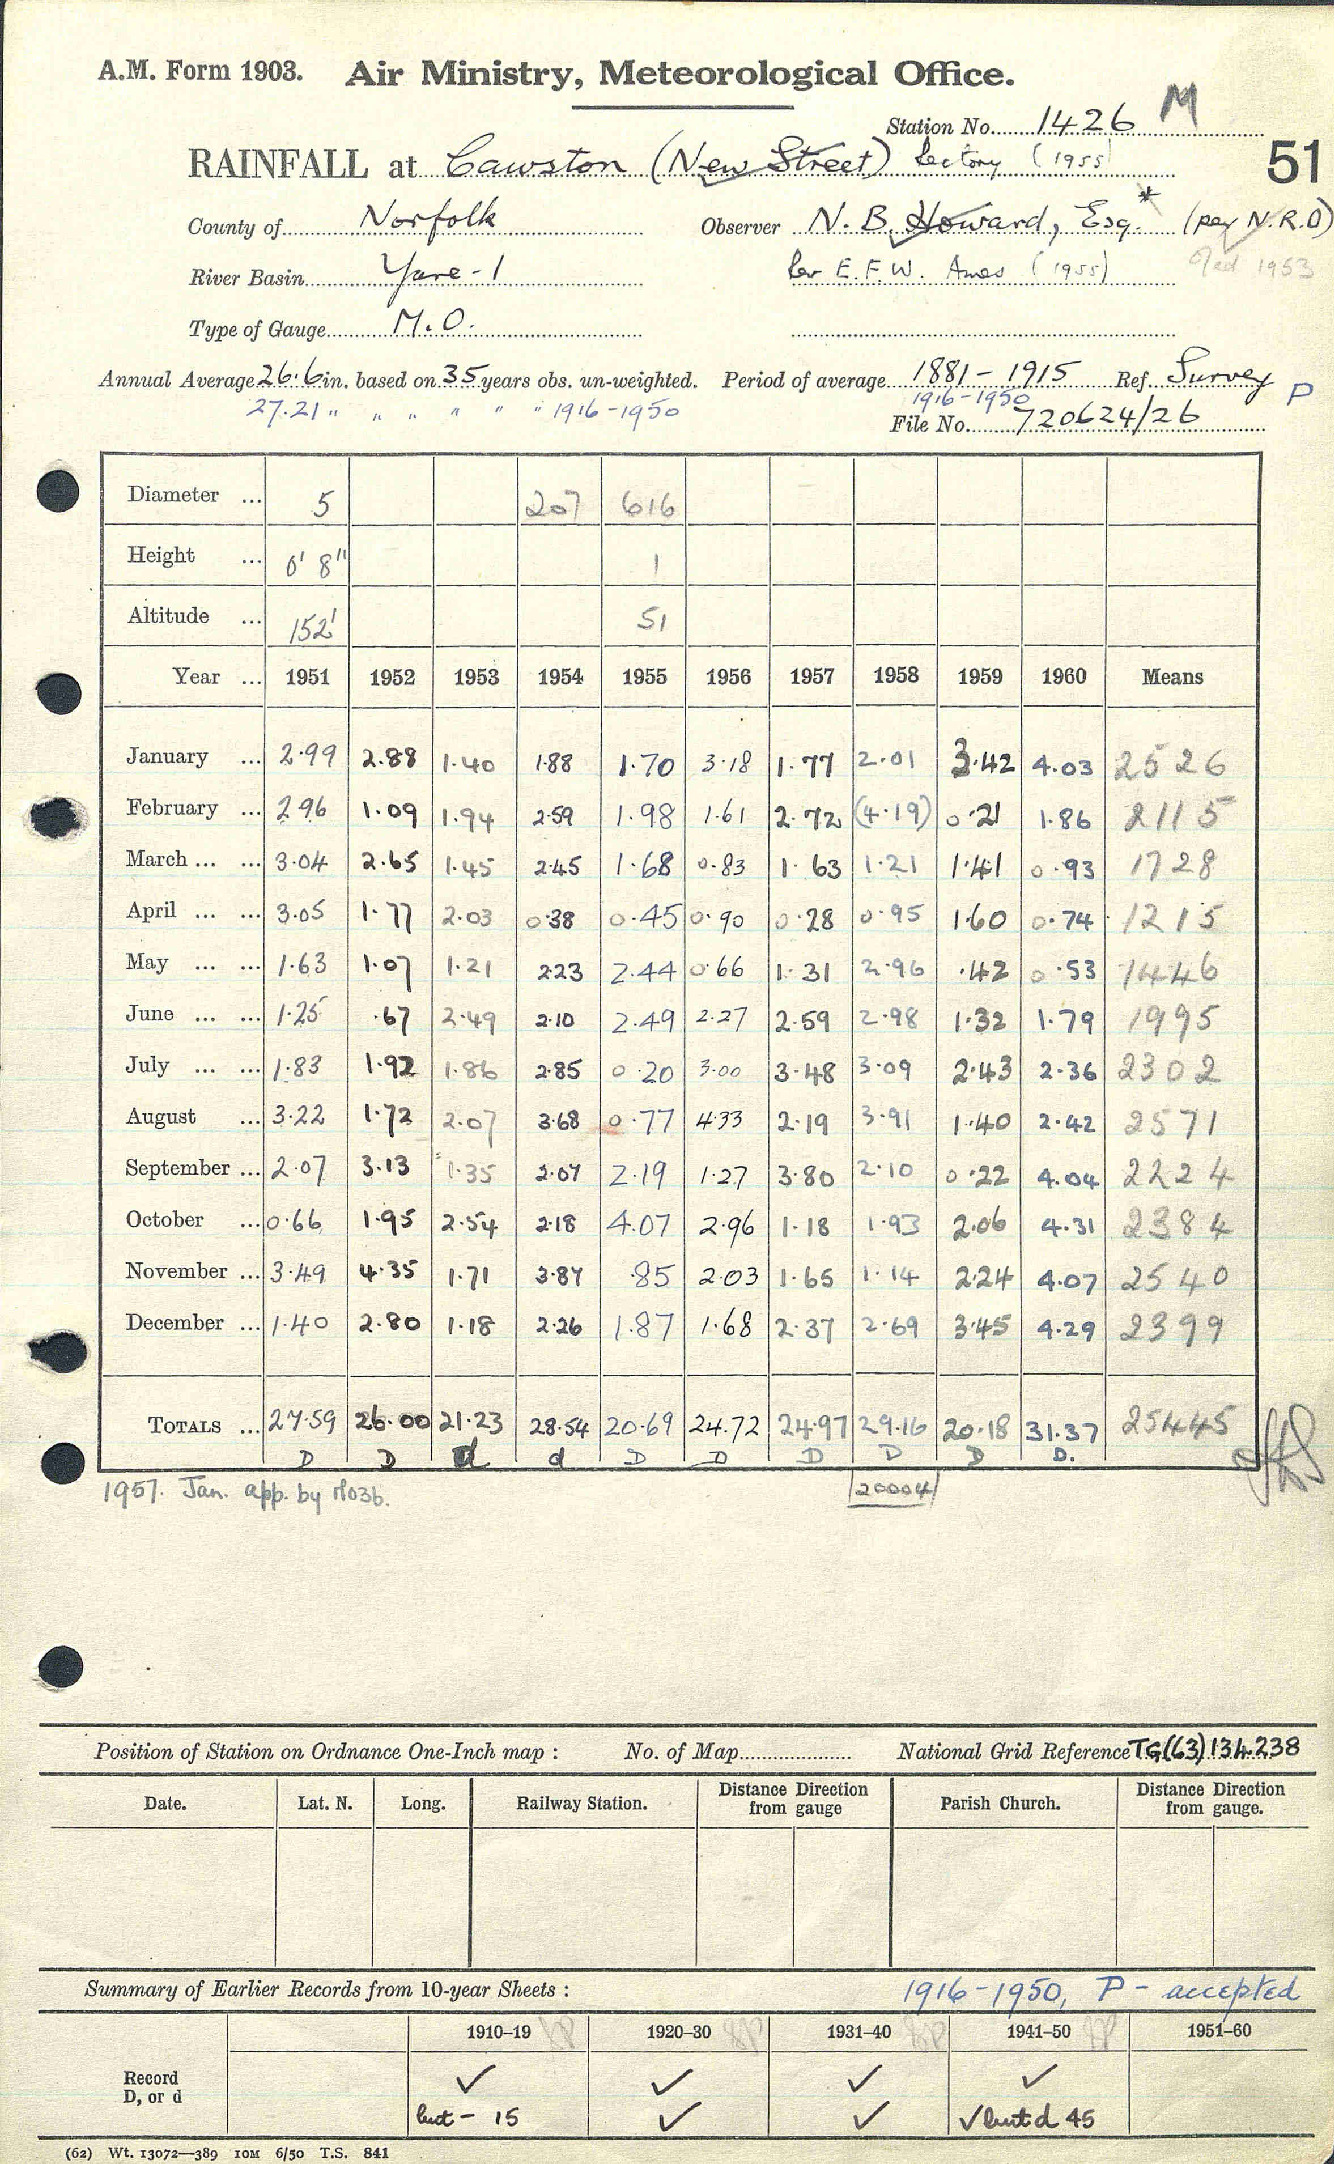 A.M. Form 1903. Air Ministry, Meteorological Office.
Station No. 1426 M
RAINFALL at Cawston (New Street) Rectory (1955) 51
County of Norfolk Observer N. B. Howard, Esq.* (per N.R.O)
River Basin Yare - 1 Rev E.F.W. Ames (1955) 1953
Type of Gauge M.O.
Annual Average 26.6 in. based on 35 years obs. un-weighted. Period of average 1881 - 1915 Ref. Survey P
27.21 " " " " " " 1916-1950 1916-1950
File No. 720624/26
Diameter ... 5 207 616
Height ... 0' 8" 1
Altitude ... 152' 51
Year ... 1951 1952 1953 1954 1955 1956 1957 1958 1959 1960 Means
January ... 2.99 2.88 1.40 1.88 1.70 3.18 1.77 2.01 3.42 4.03 2526
February ... 2.96 1.09 1.94 2.59 1.98 1.61 2.72 (4.19) 0.21 1.86 2115
March ... ... 3.04 2.65 1.45 2.45 1.68 0.83 1.63 1.21 1.41 0.93 1728
April ... ... 3.05 1.77 2.03 0.38 0.45 0.90 0.28 0.95 1.60 0.74 1215
May ... ... 1.63 1.07 1.21 2.23 2.44 0.66 1.31 2.96 .42 0.53 1446
June ... ... 1.25 .67 2.49 2.10 2.49 2.27 2.59 2.98 1.32 1.79 1995
July ... ... 1.83 1.92 1.86 2.85 0.20 3.00 3.48 3.09 2.43 2.36 2302
August ... 3.22 1.72 2.07 3.68 0.77 4.33 2.19 3.91 1.40 2.42 2571
September ... 2.07 3.13 1.35 2.07 2.19 1.27 3.80 2.10 0.22 4.04 2224
October ... 0.66 1.95 2.54 2.18 4.07 2.96 1.18 1.93 2.06 4.31 2384
November ... 3.49 4.35 1.71 3.87 .85 2.03 1.65 1.14 2.24 4.07 2540
December ... 1.40 2.80 1.18 2.26 1.87 1.68 2.37 2.69 3.45 4.29 2399
TOTALS ... 27.59 26.00 21.23 28.54 20.69 24.72 24.97 29.16 20.18 31.37 25445
D D d d D D D D D D.
1957. Jan. app. by M03b. 20004
Position of Station on Ordnance One-Inch map : No. of Map National Grid Reference TG(63)134.238
Date. Lat. N. Long. Railway Station. Distance Direction from gauge Parish Church. Distance Direction from gauge.
Summary of Earlier Records from 10-year Sheets : 1916-1950, P - accepted
1910–19 1920–30 1931–40 1941–50 1951–60
Record ✓ ✓ ✓ ✓
D, or d but - 15 ✓ ✓ ✓ but d 45
(62) Wt. 13072—389 10M 6/50 T.S. 841